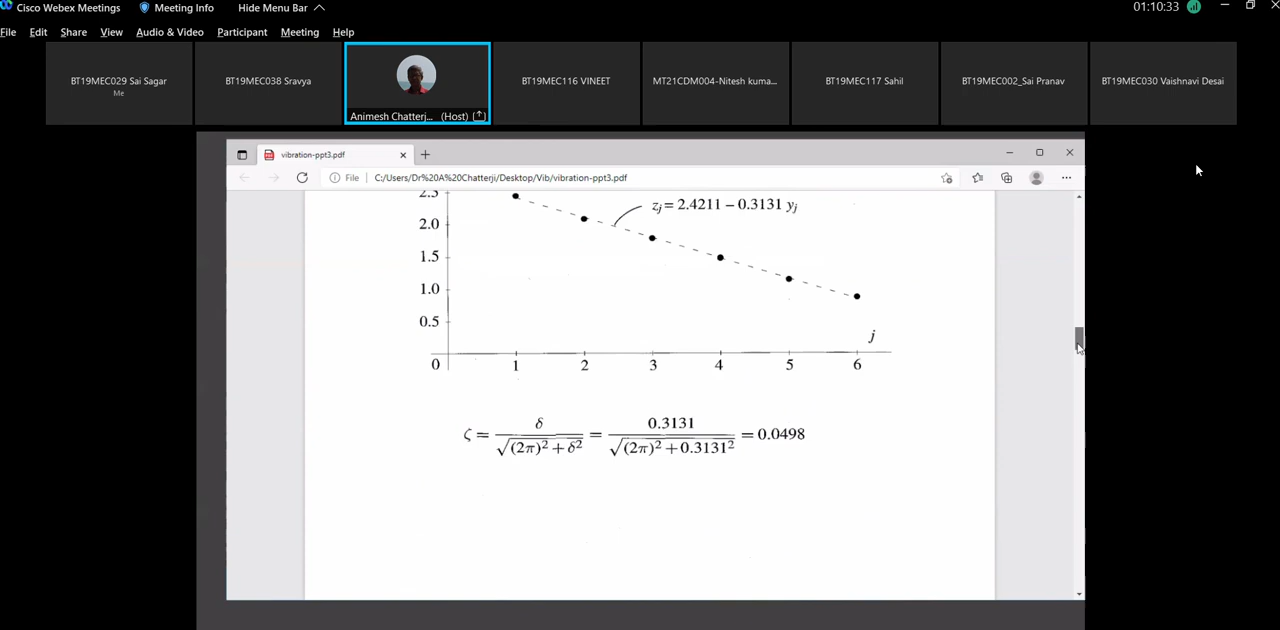 Cisco Webex Meetings Meeting Info Hide Menu Bar 01:10:33
File Edit Share View Audio & Video Participant Meeting Help
BT19MEC029 Sai Sagar
Me
BT19MEC038 Sravya
Animesh Chatterj... (Host)
BT19MEC116 VINEET
MT21CDM004-Nitesh kuma...
BT19MEC117 Sahil
BT19MEC002_Sai Pranav
BT19MEC030 Vaishnavi Desai
vibration-ppt3.pdf
File C:/Users/Dr%20A%20Chatterji/Desktop/Vib/vibration-ppt3.pdf
2.5
zj = 2.4211 − 0.3131 yj
2.0
1.5
1.0
0.5
j
0 1 2 3 4 5 6
ζ = δ / √(2π)² + δ² = 0.3131 / √(2π)² + 0.3131² = 0.0498